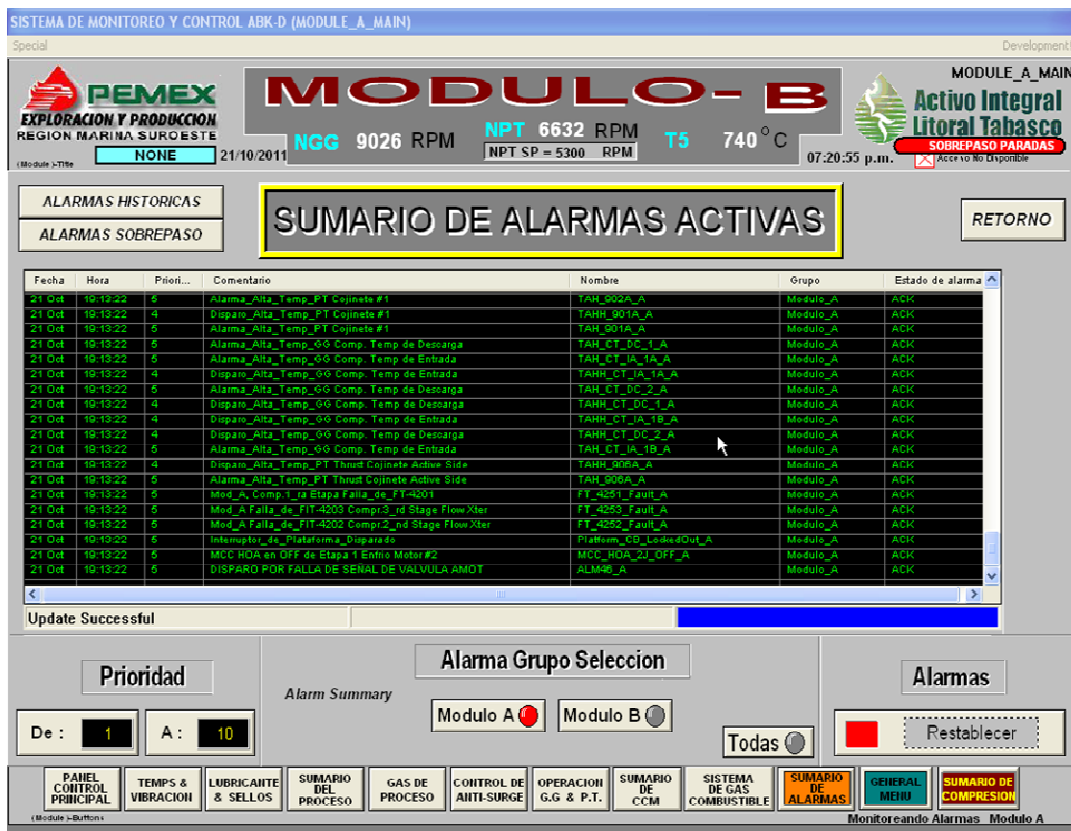 SISTEMA DE MONITOREO Y CONTROL ABK-D (MODULE_A_MAIN)
Special Development!
PEMEX
EXPLORACION Y PRODUCCION
REGION MARINA SUROESTE
(Module )-Title
NONE 21/10/2011
MODULO-B
NGG 9026 RPM NPT 6632 RPM T5 740 °C
NPT SP = 5300 RPM
MODULE_A_MAIN
Activo Integral
Litoral Tabasco
SOBREPASO PARADAS
07:20:55 p.m. Acceso No Disponible
ALARMAS HISTORICAS
ALARMAS SOBREPASO
SUMARIO DE ALARMAS ACTIVAS
RETORNO
Fecha Hora Priori... Comentario Nombre Grupo Estado de alarma
21 Oct 19:13:22 5 Alarma_Alta_Temp_PT Cojinete #1 TAH_902A_A Modulo_A ACK
21 Oct 19:13:22 4 Disparo_Alta_Temp_PT Cojinete #1 TAHH_901A_A Modulo_A ACK
21 Oct 19:13:22 5 Alarma_Alta_Temp_PT Cojinete #1 TAH_901A_A Modulo_A ACK
21 Oct 19:13:22 5 Alarma_Alta_Temp_GG Comp. Temp de Descarga TAH_CT_DC_1_A Modulo_A ACK
21 Oct 19:13:22 5 Alarma_Alta_Temp_GG Comp. Temp de Entrada TAH_CT_IA_1A_A Modulo_A ACK
21 Oct 19:13:22 4 Disparo_Alta_Temp_GG Comp. Temp de Entrada TAHH_CT_IA_1A_A Modulo_A ACK
21 Oct 19:13:22 5 Alarma_Alta_Temp_GG Comp. Temp de Descarga TAH_CT_DC_2_A Modulo_A ACK
21 Oct 19:13:22 4 Disparo_Alta_Temp_GG Comp. Temp de Descarga TAHH_CT_DC_1_A Modulo_A ACK
21 Oct 19:13:22 4 Disparo_Alta_Temp_GG Comp. Temp de Entrada TAHH_CT_IA_1B_A Modulo_A ACK
21 Oct 19:13:22 4 Disparo_Alta_Temp_GG Comp. Temp de Descarga TAHH_CT_DC_2_A Modulo_A ACK
21 Oct 19:13:22 5 Alarma_Alta_Temp_GG Comp. Temp de Entrada TAH_CT_IA_1B_A Modulo_A ACK
21 Oct 19:13:22 4 Disparo_Alta_Temp_PT Thrust Cojinete Active Side TAHH_906A_A Modulo_A ACK
21 Oct 19:13:22 5 Alarma_Alta_Temp_PT Thrust Cojinete Active Side TAH_906A_A Modulo_A ACK
21 Oct 19:13:22 5 Mod_A, Comp.1_ra Etapa Falla_de_FT-4201 FT_4251_Fault_A Modulo_A ACK
21 Oct 19:13:22 5 Mod_A Falla_de_FIT-4203 Compr.3_rd Stage Flow Xter FT_4253_Fault_A Modulo_A ACK
21 Oct 19:13:22 5 Mod_A Falla_de_FIT-4202 Compr.2_nd Stage Flow Xter FT_4252_Fault_A Modulo_A ACK
21 Oct 19:13:22 5 Interruptor_de_Plataforma_Disparado Platform_CB_LockedOut_A Modulo_A ACK
21 Oct 19:13:22 5 MCC HOA en OFF de Etapa 1 Enfrio Motor #2 MCC_HOA_2J_OFF_A Modulo_A ACK
21 Oct 19:13:22 5 DISPARO POR FALLA DE SEÑAL DE VALVULA AMOT ALM46_A Modulo_A ACK
Update Successful
Prioridad
De : 1 A : 10
Alarma Grupo Seleccion
Alarm Summary
Modulo A Modulo B
Todas
Alarmas
Restablecer
PANEL CONTROL PRINCIPAL
TEMPS & VIBRACION
LUBRICANTE & SELLOS
SUMARIO DEL PROCESO
GAS DE PROCESO
CONTROL DE ANTI-SURGE
OPERACION G.G & P.T.
SUMARIO DE CCM
SISTEMA DE GAS COMBUSTIBLE
SUMARIO DE ALARMAS
GENERAL MENU
SUMARIO DE COMPRESION
(Module )-Buttons Monitoreando Alarmas Modulo A